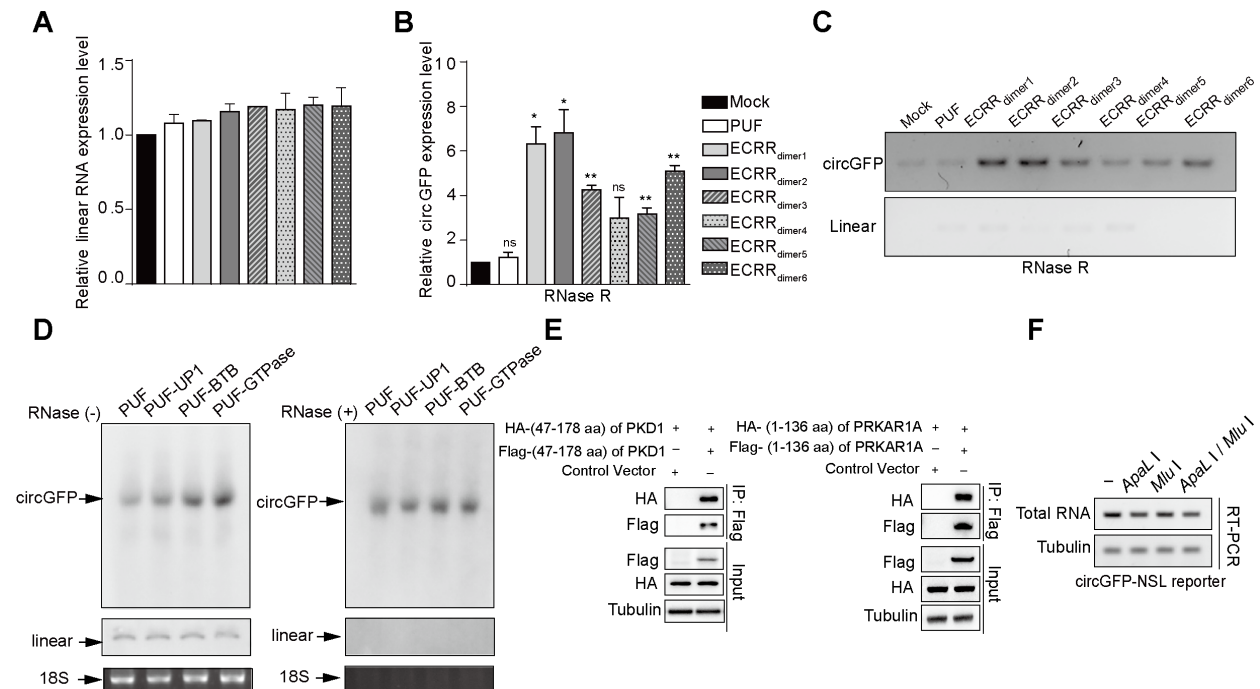 A
Relative linear RNA expression level
1.5
1.0
0.5
0.0
B
Relative circGFP expression level
10
8
6
4
2
0
ns
*
*
**
ns
**
**
RNase R
Mock
PUF
ECRRdimer1
ECRRdimer2
ECRRdimer3
ECRRdimer4
ECRRdimer5
ECRRdimer6
C
Mock PUF ECRRdimer1 ECRRdimer2 ECRRdimer3 ECRRdimer4 ECRRdimer5 ECRRdimer6
circGFP
Linear
RNase R
D
RNase (-) PUF PUF-UP1 PUF-BTB PUF-GTPase
circGFP
linear
18S
RNase (+) PUF PUF-UP1 PUF-BTB PUF-GTPase
circGFP
linear
18S
E
HA-(47-178 aa) of PKD1 + +
Flag-(47-178 aa) of PKD1 – +
Control Vector + –
HA
Flag
IP: Flag
Flag
HA
Tubulin
Input
HA- (1-136 aa) of PRKAR1A + +
Flag- (1-136 aa) of PRKAR1A – +
Control Vector + –
HA
Flag
IP: Flag
Flag
HA
Tubulin
Input
F
– ApaL I Mlu I ApaL I / Mlu I
Total RNA
Tubulin
RT-PCR
circGFP-NSL reporter